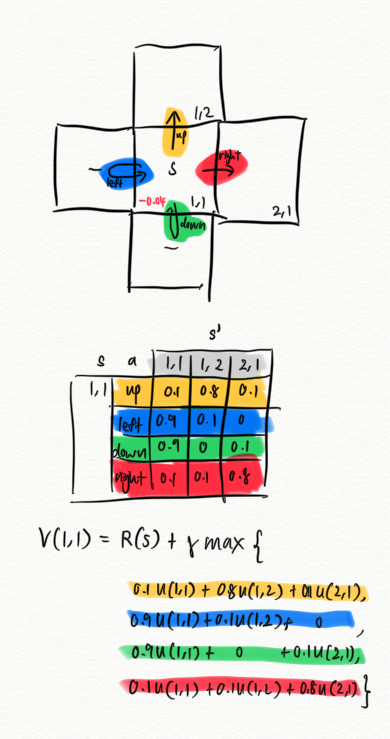 1,2
up
left
s
right
-0.04
1,1
down
2,1
s'
s a 1,1 1,2 2,1
1,1 up 0.1 0.8 0.1
left 0.9 0.1 0
down 0.9 0 0.1
right 0.1 0.1 0.8
V(1,1) = R(s) + γ max {
0.1u(1,1) + 0.8u(1,2) + 0.1u(2,1),
0.9u(1,1) + 0.1u(1,2) + 0 ,
0.9u(1,1) + 0 + 0.1u(2,1),
0.1u(1,1) + 0.1u(1,2) + 0.8u(2,1) }